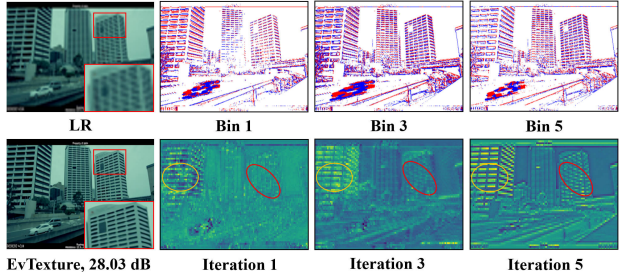 LR
Bin 1
Bin 3
Bin 5
EvTexture, 28.03 dB
Iteration 1
Iteration 3
Iteration 5